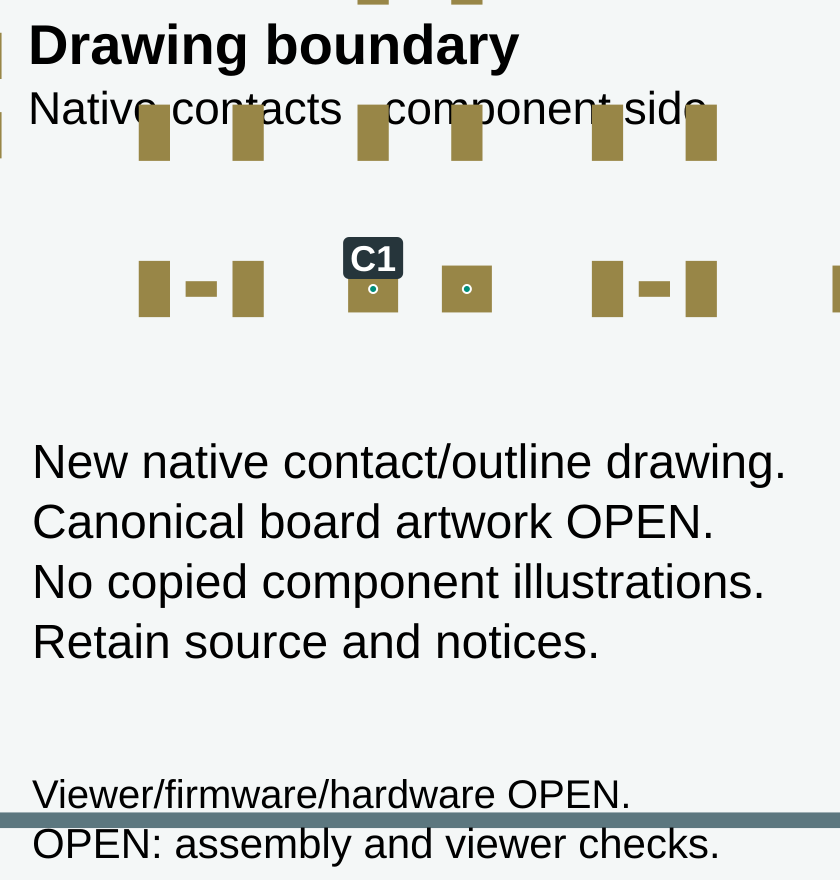 Drawing boundary
Native contacts component side
C1
New native contact/outline drawing.
Canonical board artwork OPEN.
No copied component illustrations.
Retain source and notices.
Viewer/firmware/hardware OPEN.
OPEN: assembly and viewer checks.